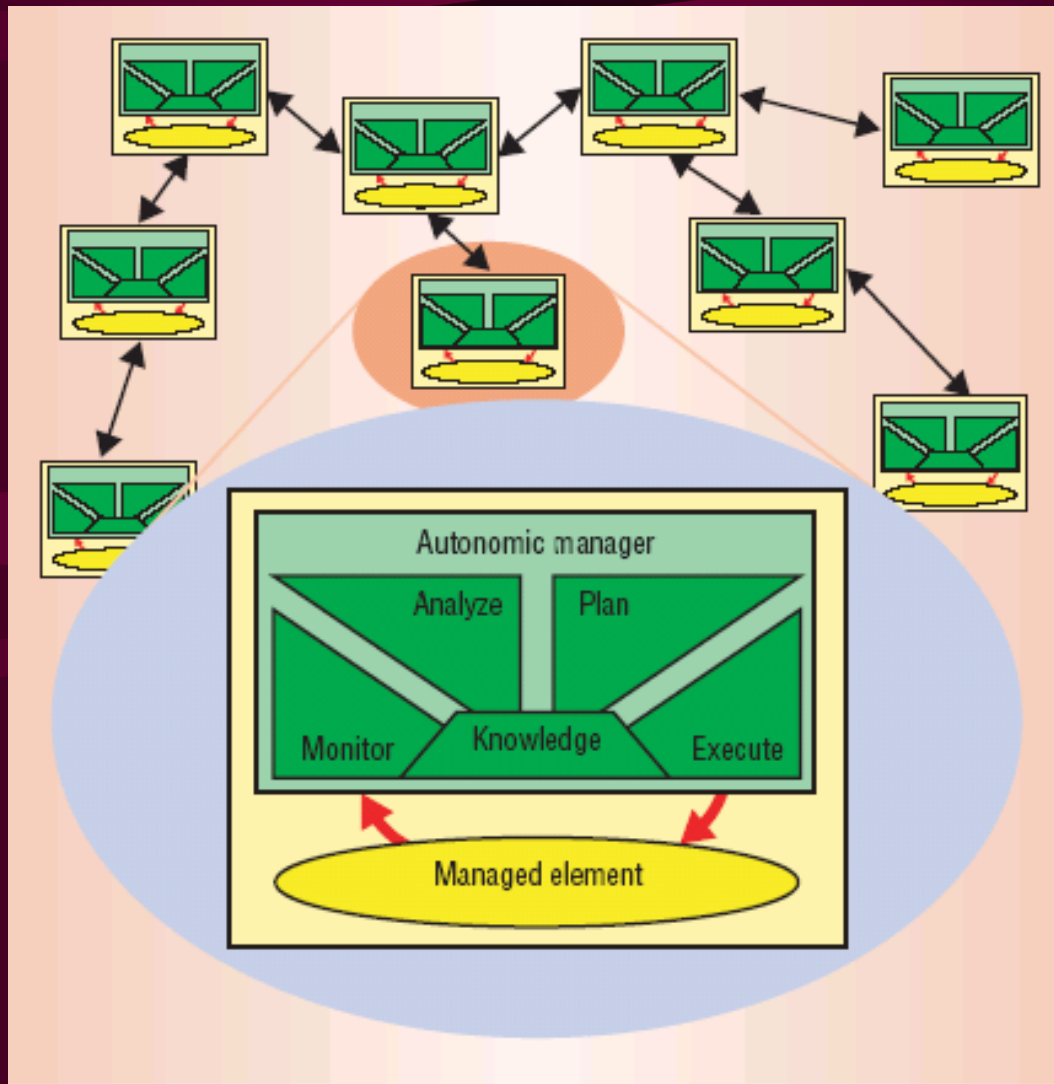 Autonomic manager
Analyze
Plan
Monitor
Knowledge
Execute
Managed element